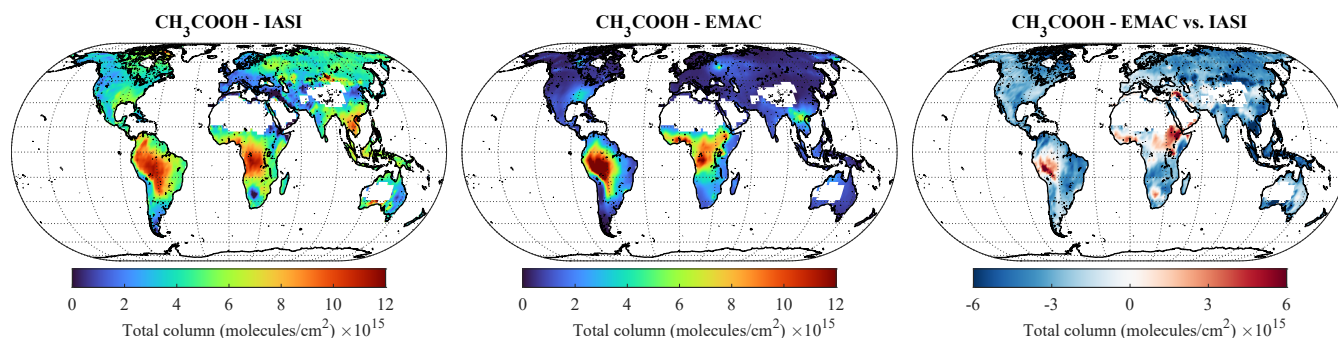 CH₃COOH - IASI
0 2 4 6 8 10 12
Total column (molecules/cm²) ×10¹⁵
CH₃COOH - EMAC
0 2 4 6 8 10 12
Total column (molecules/cm²) ×10¹⁵
CH₃COOH - EMAC vs. IASI
-6 -3 0 3 6
Total column (molecules/cm²) ×10¹⁵